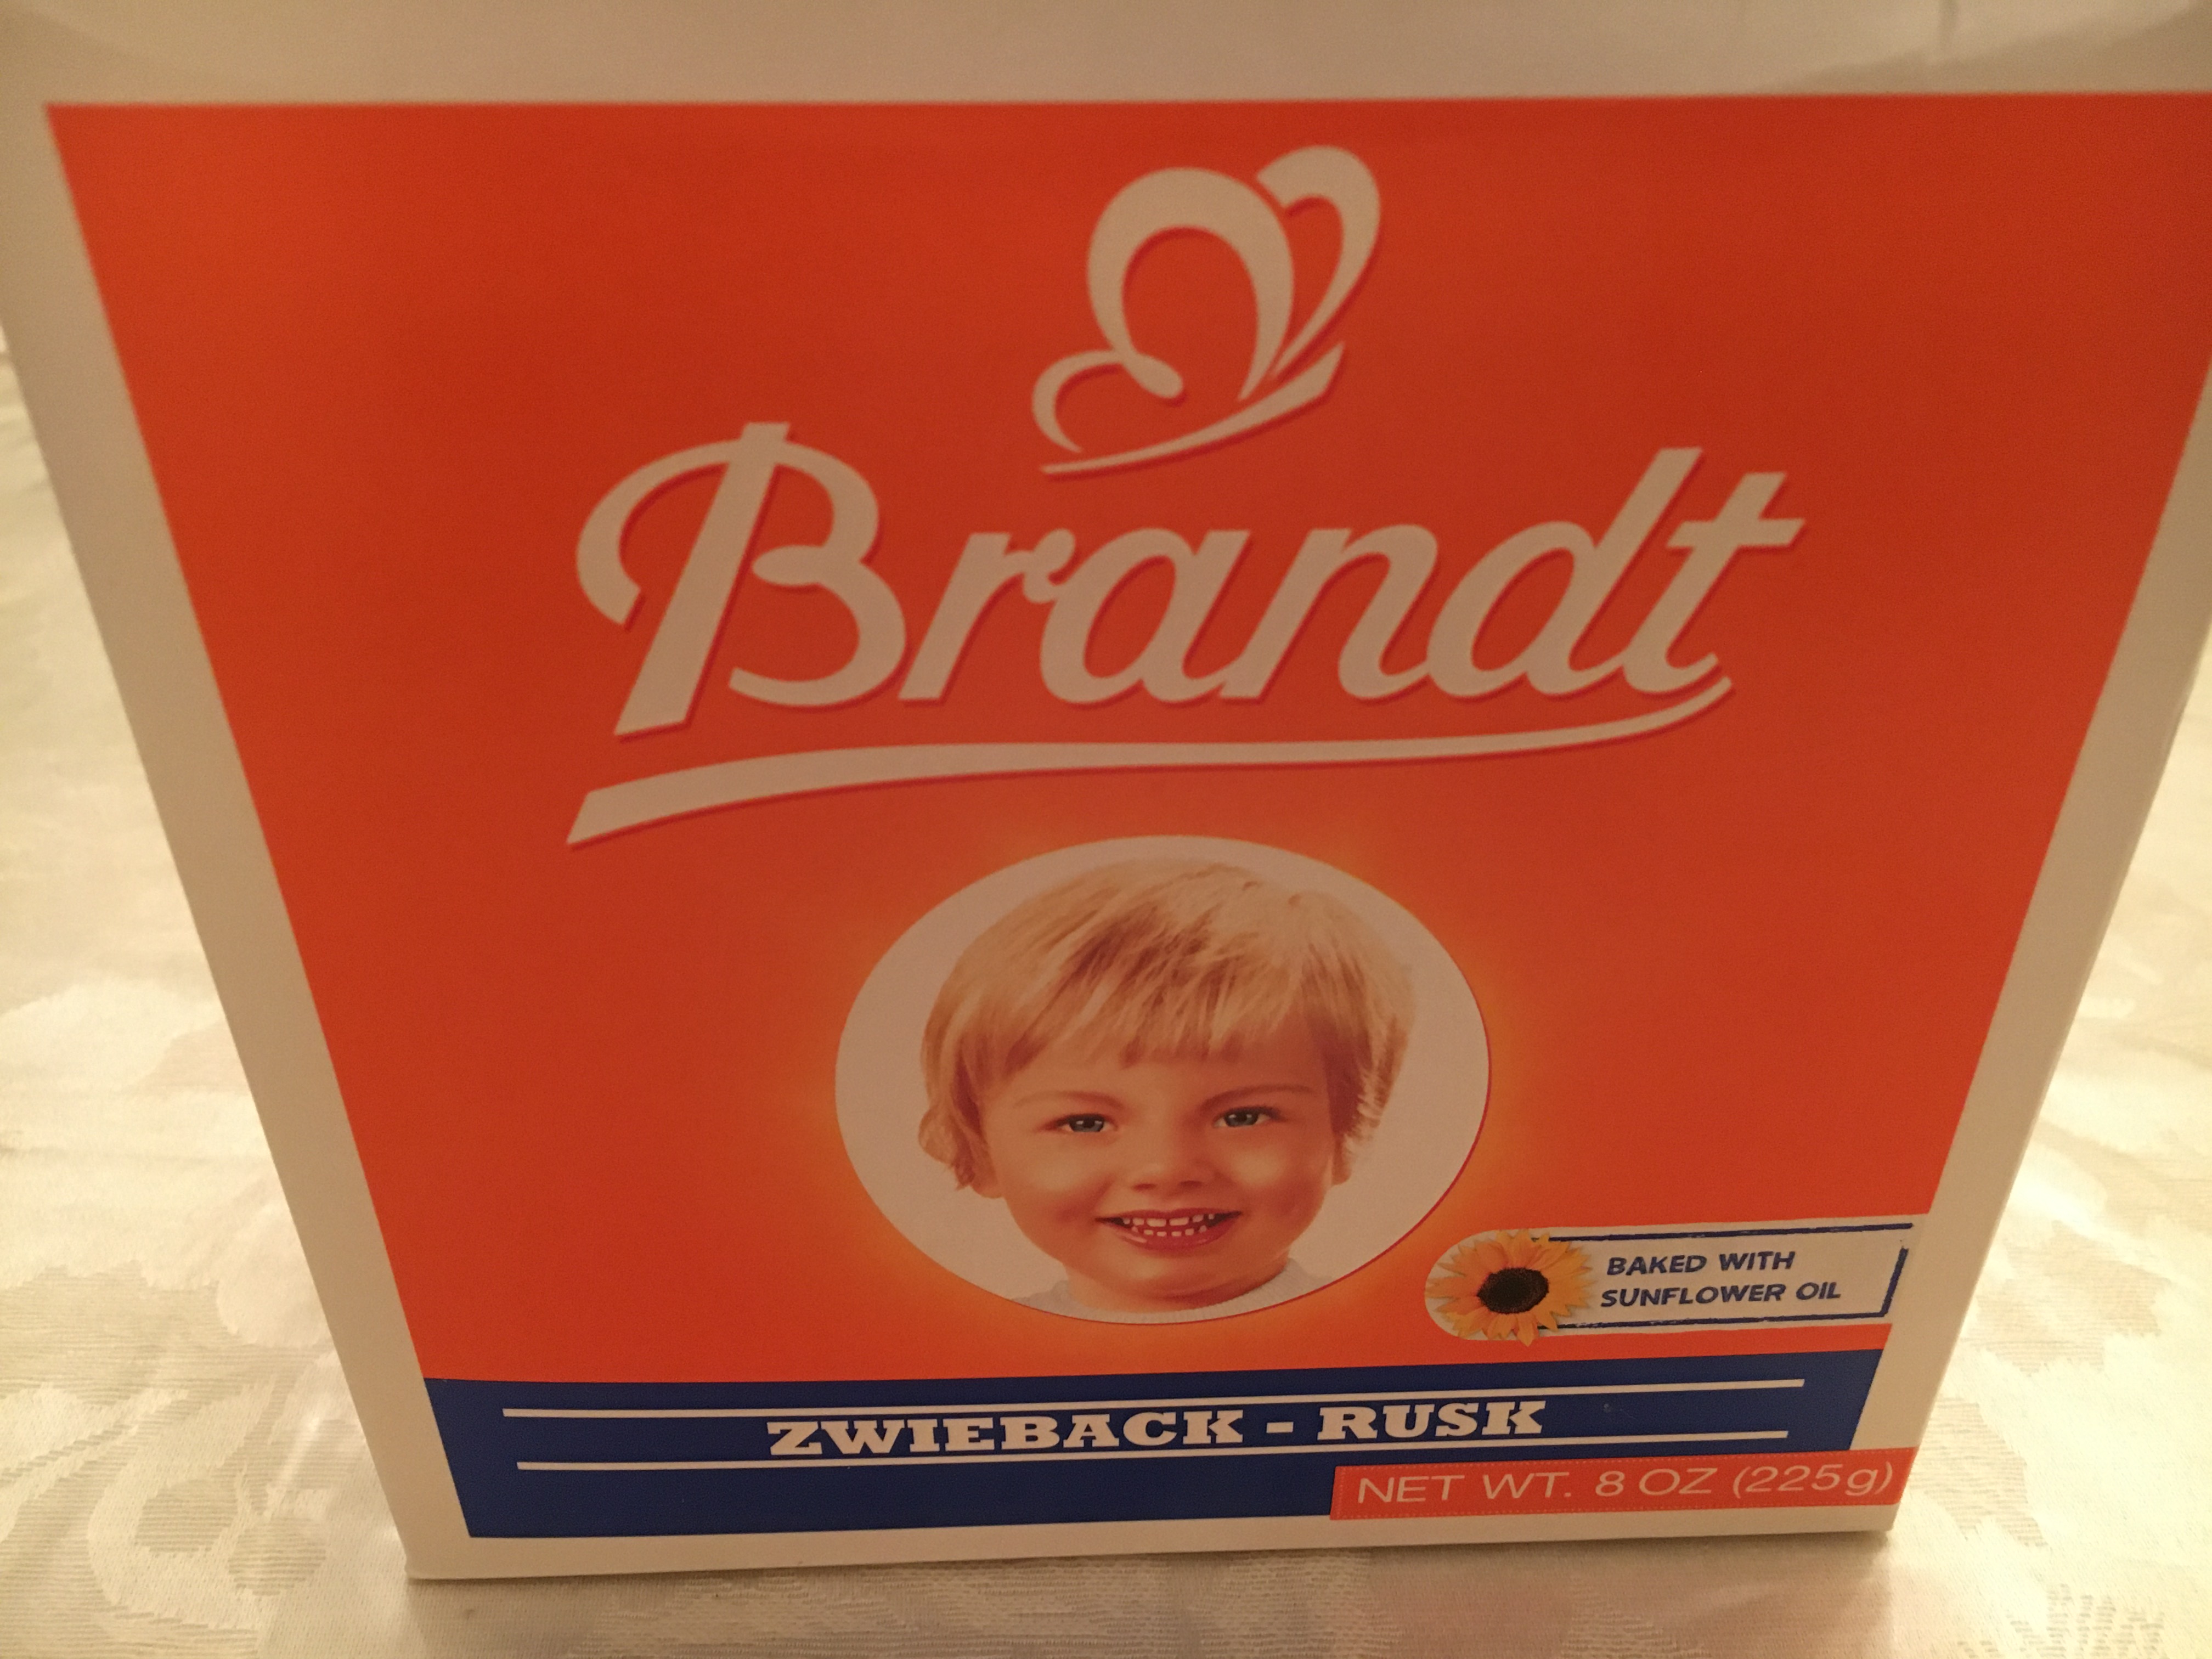 Brandt
BAKED WITH
SUNFLOWER OIL
ZWIEBACK - RUSK
NET WT. 8 OZ (225g)